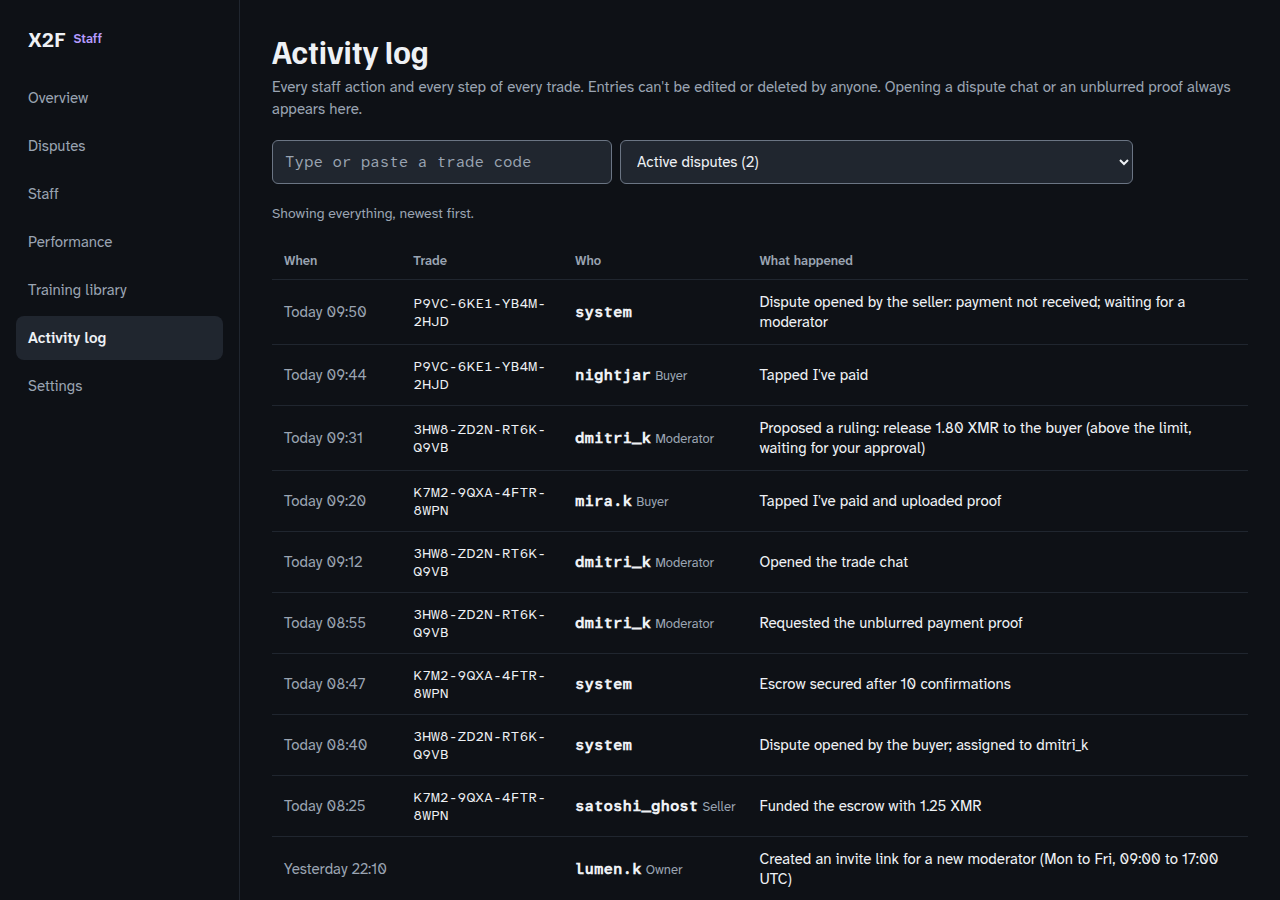 X2F Staff
Overview
Disputes
Staff
Performance
Training library
Activity log
Settings
Activity log
Every staff action and every step of every trade. Entries can't be edited or deleted by anyone. Opening a dispute chat or an unblurred proof always
appears here.
Type or paste a trade code
Active disputes (2)
Showing everything, newest first.
When Trade Who What happened
Today 09:50 P9VC-6KE1-YB4M- system Dispute opened by the seller: payment not received; waiting for a
2HJD moderator
Today 09:44 P9VC-6KE1-YB4M- nightjar Buyer Tapped I've paid
2HJD
Today 09:31 3HW8-ZD2N-RT6K- dmitri_k Moderator Proposed a ruling: release 1.80 XMR to the buyer (above the limit,
Q9VB waiting for your approval)
Today 09:20 K7M2-9QXA-4FTR- mira.k Buyer Tapped I've paid and uploaded proof
8WPN
Today 09:12 3HW8-ZD2N-RT6K- dmitri_k Moderator Opened the trade chat
Q9VB
Today 08:55 3HW8-ZD2N-RT6K- dmitri_k Moderator Requested the unblurred payment proof
Q9VB
Today 08:47 K7M2-9QXA-4FTR- system Escrow secured after 10 confirmations
8WPN
Today 08:40 3HW8-ZD2N-RT6K- system Dispute opened by the buyer; assigned to dmitri_k
Q9VB
Today 08:25 K7M2-9QXA-4FTR- satoshi_ghost Seller Funded the escrow with 1.25 XMR
8WPN
Yesterday 22:10 lumen.k Owner Created an invite link for a new moderator (Mon to Fri, 09:00 to 17:00
UTC)